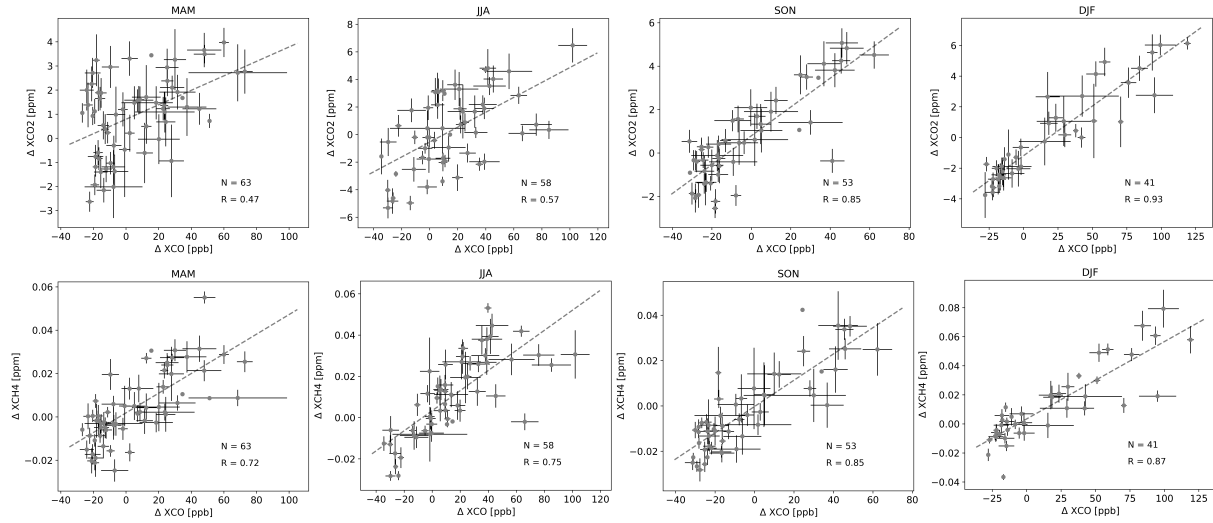 MAM
4
3
2
1
0
−1
−2
−3
Δ XCO2 [ppm]
N = 63
R = 0.47
−40 −20 0 20 40 60 80 100
Δ XCO [ppb]
JJA
8
6
4
2
0
−2
−4
−6
Δ XCO2 [ppm]
N = 58
R = 0.57
−40 −20 0 20 40 60 80 100 120
Δ XCO [ppb]
SON
6
4
2
0
−2
Δ XCO2 [ppm]
N = 53
R = 0.85
−40 −20 0 20 40 60 80
Δ XCO [ppb]
DJF
6
4
2
0
−2
−4
Δ XCO2 [ppm]
N = 41
R = 0.93
−25 0 25 50 75 100 125
Δ XCO [ppb]
MAM
0.06
0.04
0.02
0.00
−0.02
Δ XCH4 [ppm]
N = 63
R = 0.72
−40 −20 0 20 40 60 80 100
Δ XCO [ppb]
JJA
0.06
0.04
0.02
0.00
−0.02
Δ XCH4 [ppm]
N = 58
R = 0.75
−40 −20 0 20 40 60 80 100 120
Δ XCO [ppb]
SON
0.04
0.02
0.00
−0.02
Δ XCH4 [ppm]
N = 53
R = 0.85
−40 −20 0 20 40 60 80
Δ XCO [ppb]
DJF
0.08
0.06
0.04
0.02
0.00
−0.02
−0.04
Δ XCH4 [ppm]
N = 41
R = 0.87
−25 0 25 50 75 100 125
Δ XCO [ppb]